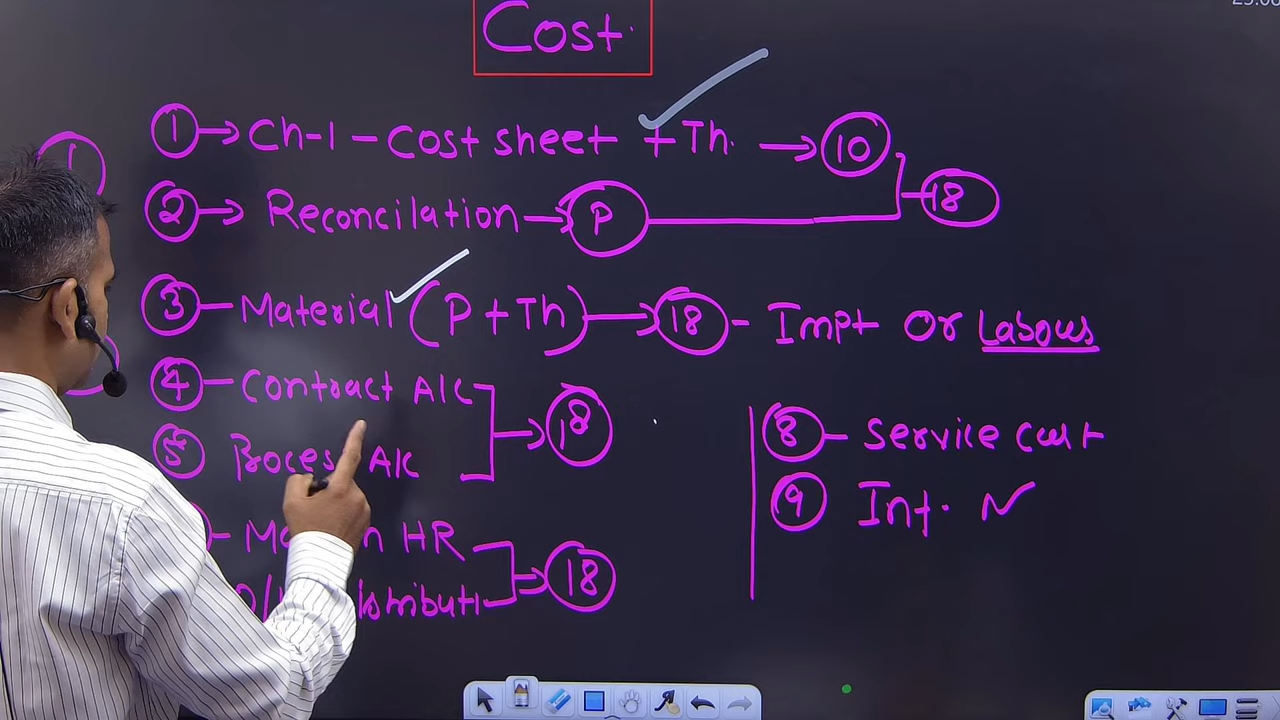 Cost.
① → Ch-1 - Cost sheet + Th. → 10
18
② → Reconcilation → P
③ - Material (P + Th) → 18 - Impt Or Labour
④ - Contract A/C
18
⑤ Process A/C
HR
18
⑧ - Service Cost
⑨ Int.